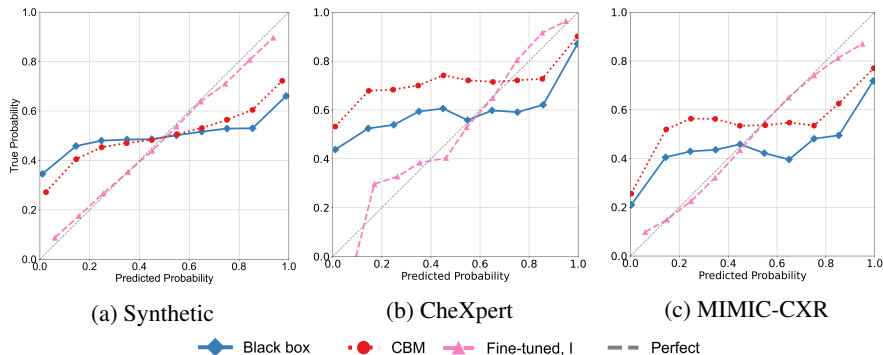 1.0
0.8
0.6
0.4
0.2
0.0
True Probability
0.0 0.2 0.4 0.6 0.8 1.0
Predicted Probability
(a) Synthetic
1.0
0.8
0.6
0.4
0.2
0.0
0.0 0.2 0.4 0.6 0.8 1.0
Predicted Probability
(b) CheXpert
1.0
0.8
0.6
0.4
0.2
0.0
0.0 0.2 0.4 0.6 0.8 1.0
Predicted Probability
(c) MIMIC-CXR
Black box CBM Fine-tuned, I Perfect